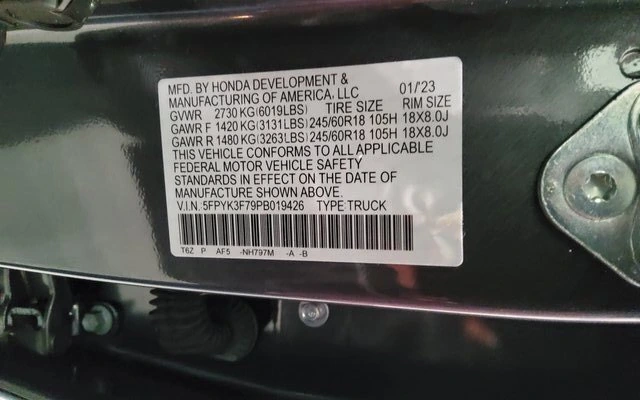 MFD. BY HONDA DEVELOPMENT &
MANUFACTURING OF AMERICA, LLC 01/'23
GVWR 2730 KG(6019LBS) TIRE SIZE RIM SIZE
GAWR F 1420 KG(3131LBS) 245/60R18 105H 18X8.0J
GAWR R 1480 KG(3263LBS) 245/60R18 105H 18X8.0J
THIS VEHICLE CONFORMS TO ALL APPLICABLE
FEDERAL MOTOR VEHICLE SAFETY
STANDARDS IN EFFECT ON THE DATE OF
MANUFACTURE SHOWN ABOVE.
V.I.N. 5FPYK3F79PB019426 TYPE:TRUCK
T6Z P AF5 -NH797M -A -B